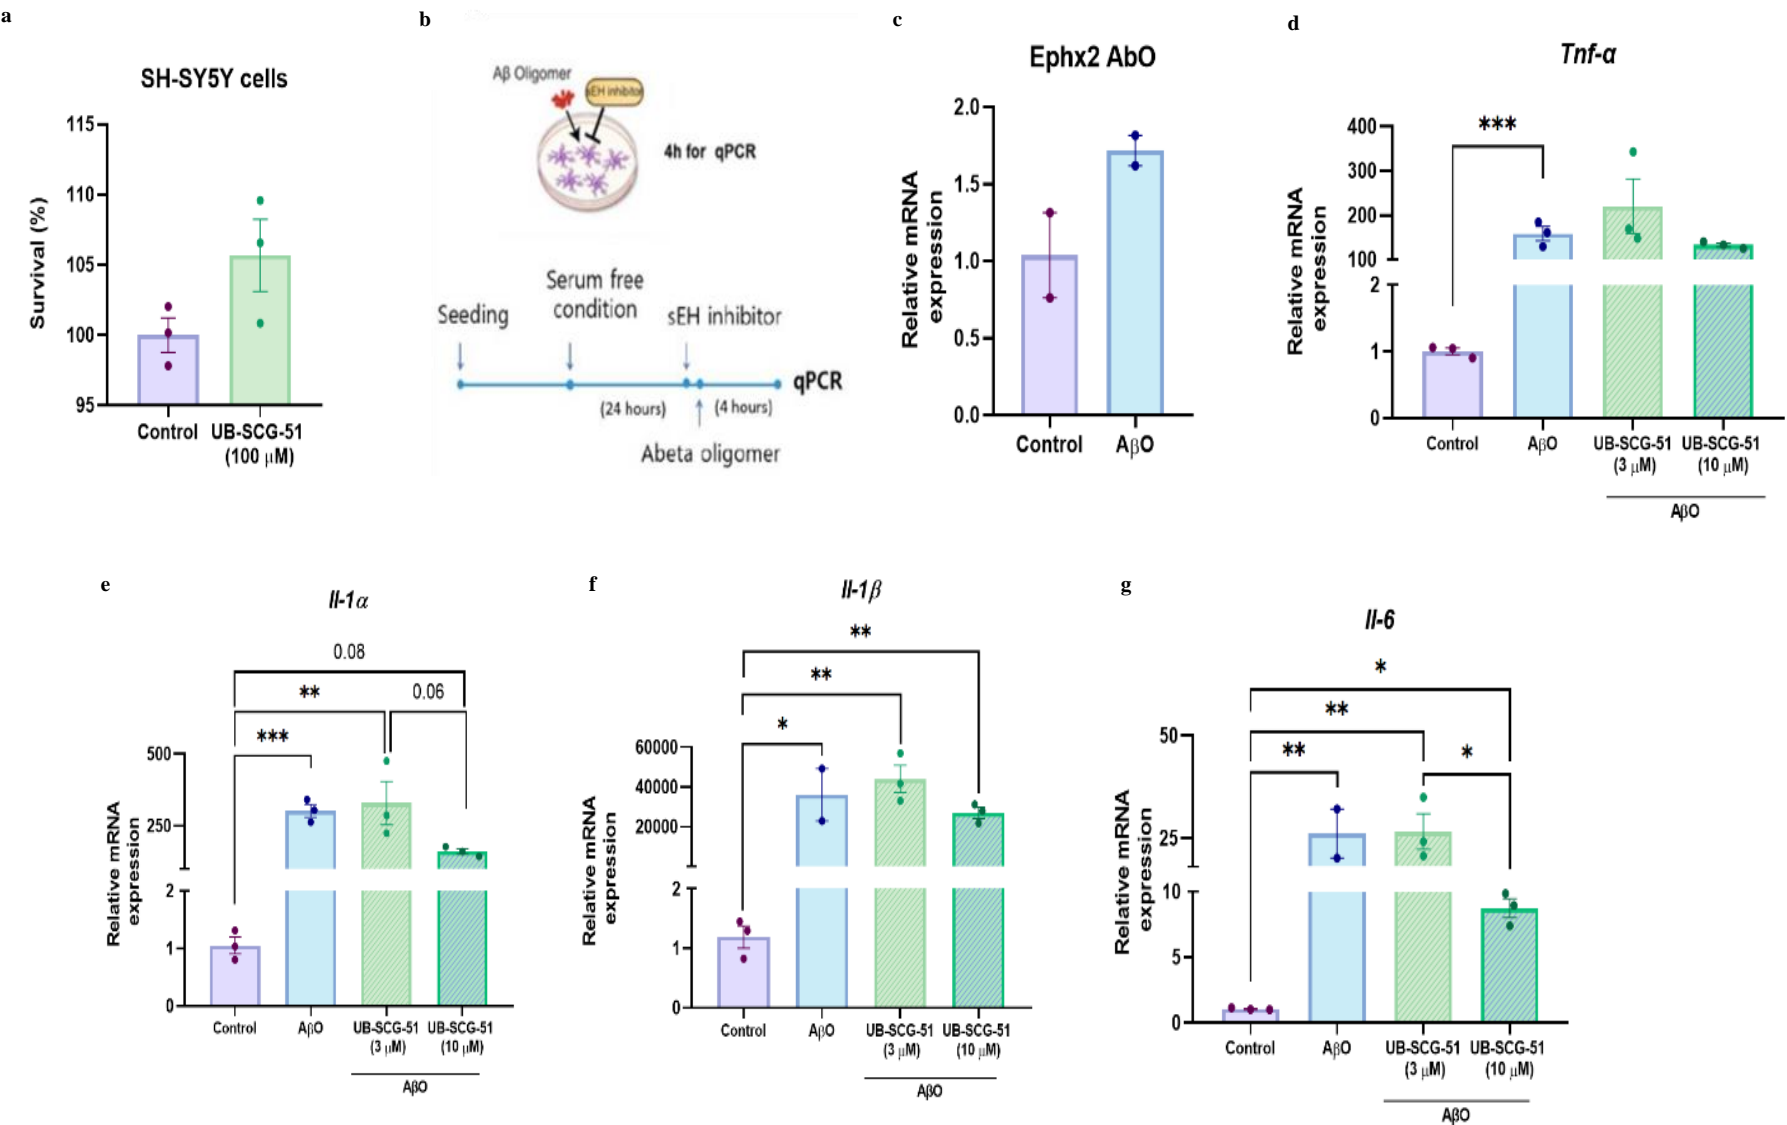 a
SH-SY5Y cells
115
110
105
100
95
Survival (%)
Control
UB-SCG-51
(100 μM)
b
Aβ Oligomer
sEH inhibitor
4h for qPCR
Serum free
condition
Seeding
sEH inhibitor
qPCR
(24 hours)
(4 hours)
Abeta oligomer
c
Ephx2 AbO
2.0
1.5
1.0
0.5
0.0
Relative mRNA
expression
Control
AβO
d
Tnf-α
***
400
300
200
100
2
1
0
Relative mRNA
expression
Control
AβO
UB-SCG-51
(3 μM)
UB-SCG-51
(10 μM)
AβO
e
Il-1α
0.08
**
0.06
***
500
250
2
1
0
Relative mRNA
expression
Control
AβO
UB-SCG-51
(3 μM)
UB-SCG-51
(10 μM)
AβO
f
Il-1β
**
**
*
60000
40000
20000
2
1
0
Relative mRNA
expression
Control
AβO
UB-SCG-51
(3 μM)
UB-SCG-51
(10 μM)
AβO
g
Il-6
*
**
**
*
50
25
10
5
0
Relative mRNA
expression
Control
AβO
UB-SCG-51
(3 μM)
UB-SCG-51
(10 μM)
AβO